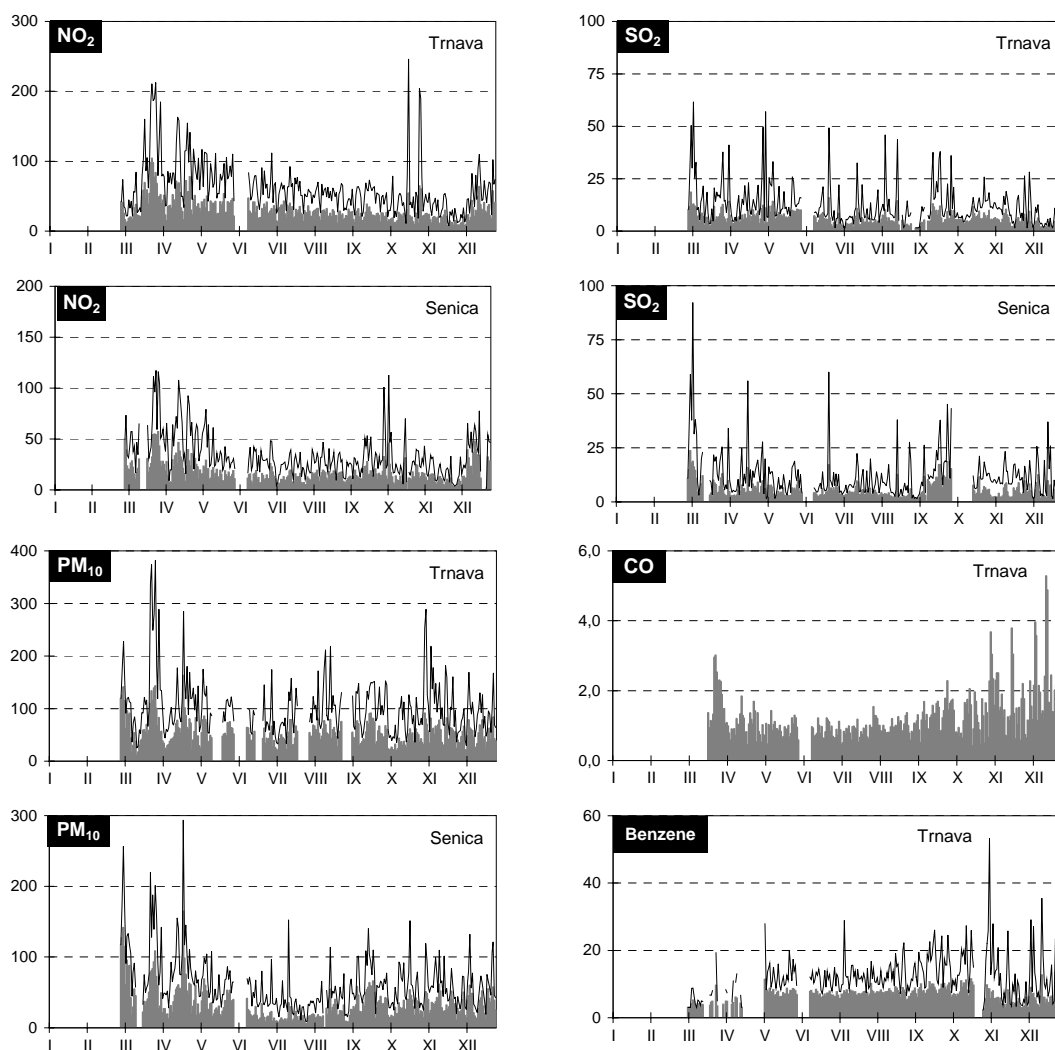 NO₂ Trnava
300
200
100
0
I II III IV V VI VII VIII IX X XI XII
SO₂ Trnava
100
75
50
25
0
I II III IV V VI VII VIII IX X XI XII
NO₂ Senica
200
150
100
50
0
I II III IV V VI VII VIII IX X XI XII
SO₂ Senica
100
75
50
25
0
I II III IV V VI VII VIII IX X XI XII
PM₁₀ Trnava
400
300
200
100
0
I II III IV V VI VII VIII IX X XI XII
CO Trnava
6,0
4,0
2,0
0,0
I II III IV V VI VII VIII IX X XI XII
PM₁₀ Senica
300
200
100
0
I II III IV V VI VII VIII IX X XI XII
Benzene Trnava
60
40
20
0
I II III IV V VI VII VIII IX X XI XII